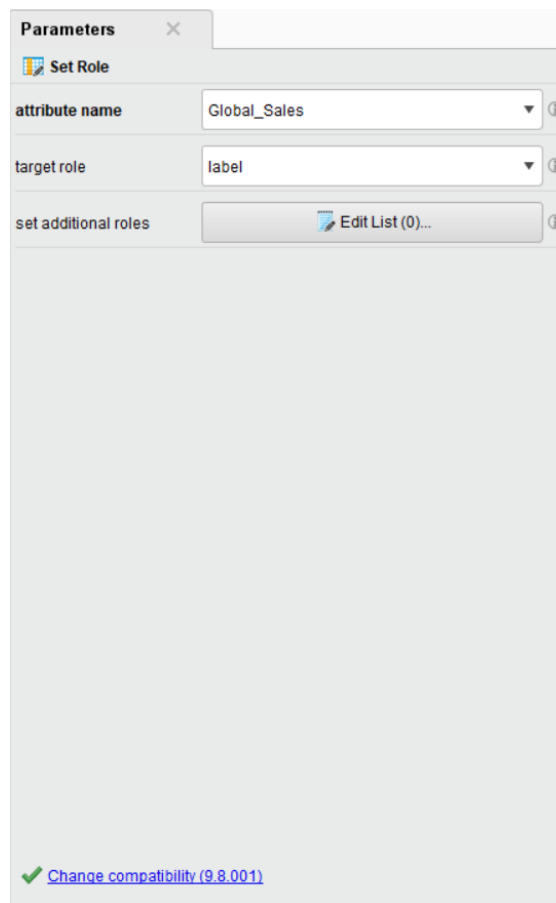 Parameters
Set Role
attribute name
Global_Sales
target role
label
set additional roles
Edit List (0)...
Change compatibility (9.8.001)